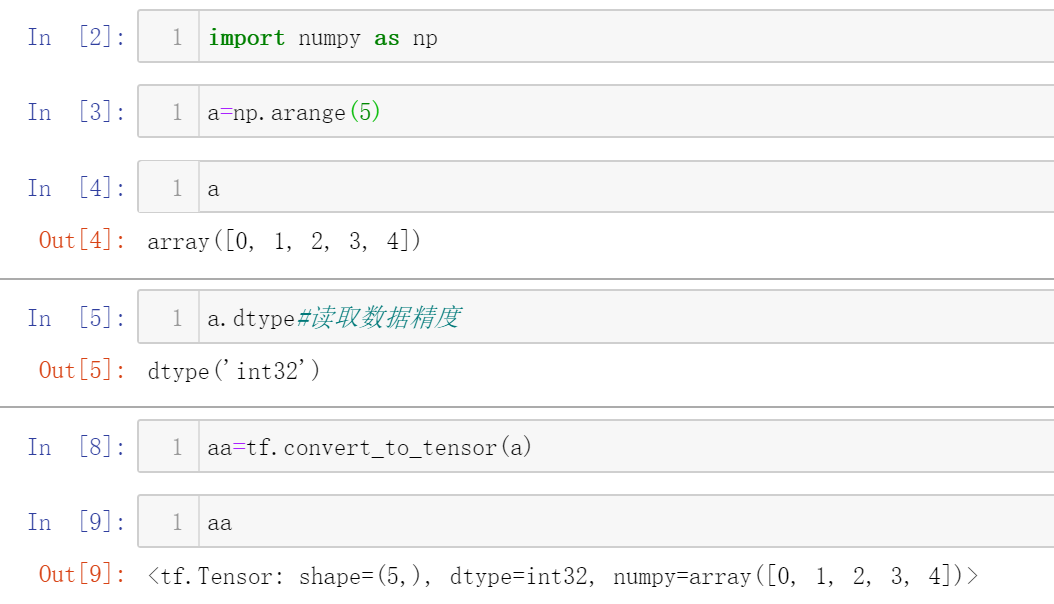 In [2]: 1 import numpy as np
In [3]: 1 a=np.arange(5)
In [4]: 1 a
Out[4]: array([0, 1, 2, 3, 4])
In [5]: 1 a.dtype#读取数据精度
Out[5]: dtype('int32')
In [8]: 1 aa=tf.convert_to_tensor(a)
In [9]: 1 aa
Out[9]: <tf.Tensor: shape=(5,), dtype=int32, numpy=array([0, 1, 2, 3, 4])>